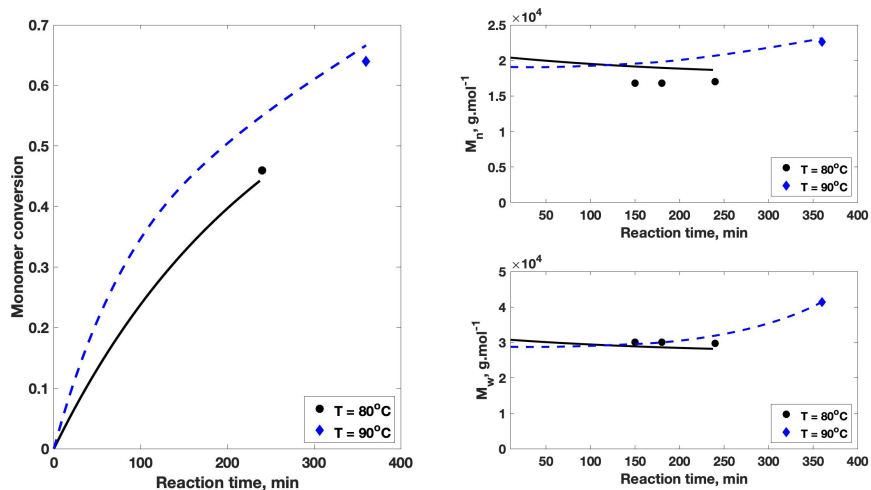 0.7
0.6
0.5
0.4
0.3
0.2
0.1
0
Monomer conversion
0 100 200 300 400
Reaction time, min
T = 80°C
T = 90°C
×10⁴
2.5
2
1.5
1
0.5
0
Mₙ, g.mol⁻¹
50 100 150 200 250 300 350 400
Reaction time, min
T = 80°C
T = 90°C
×10⁴
5
4
3
2
1
0
M_w, g.mol⁻¹
50 100 150 200 250 300 350 400
Reaction time, min
T = 80°C
T = 90°C